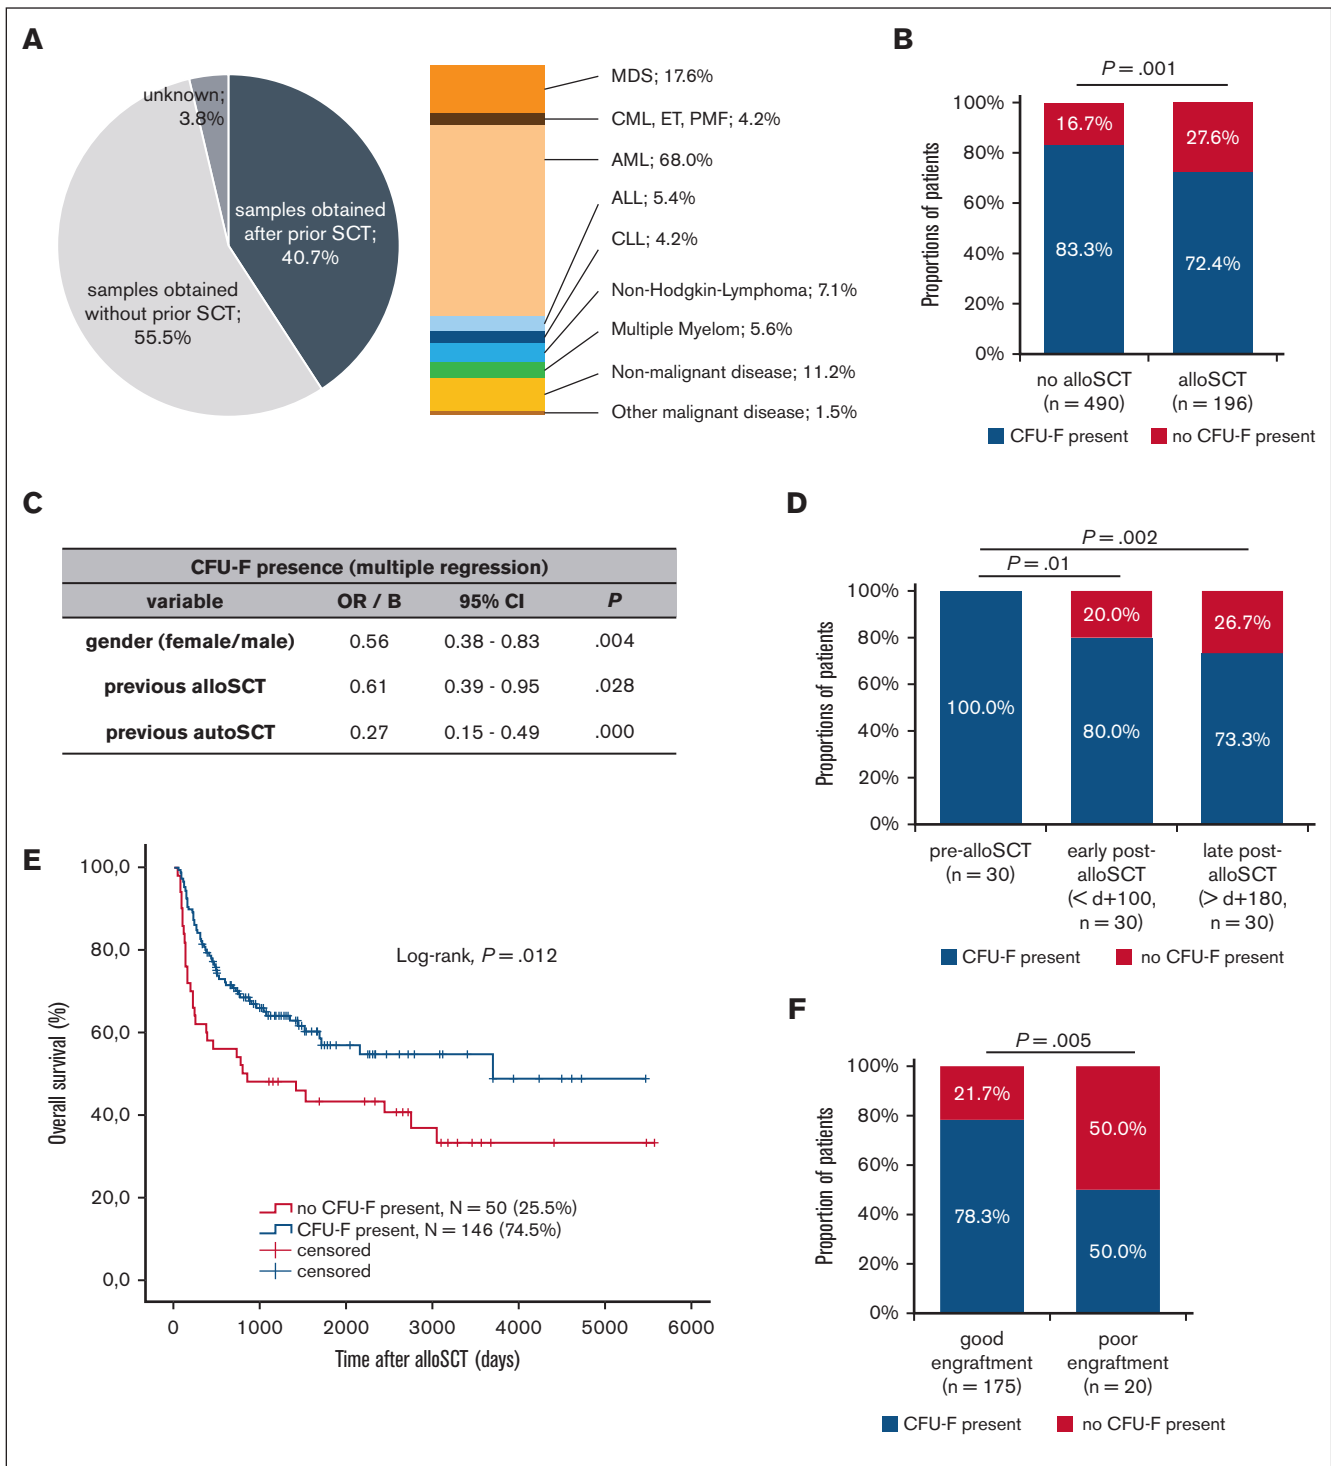 A
unknown;
3.8%
samples obtained
after prior SCT;
40.7%
samples obtained
without prior SCT;
55.5%
MDS; 17.6%
CML, ET, PMF; 4.2%
AML; 68.0%
ALL; 5.4%
CLL; 4.2%
Non-Hodgkin-Lymphoma; 7.1%
Multiple Myelom; 5.6%
Non-malignant disease; 11.2%
Other malignant disease; 1.5%
B
P = .001
Proportions of patients
100%
80%
60%
40%
20%
0%
16.7%
83.3%
27.6%
72.4%
no alloSCT
(n = 490)
alloSCT
(n = 196)
CFU-F present
no CFU-F present
C
CFU-F presence (multiple regression)
variable OR / B 95% CI P
gender (female/male) 0.56 0.38 - 0.83 .004
previous alloSCT 0.61 0.39 - 0.95 .028
previous autoSCT 0.27 0.15 - 0.49 .000
D
P = .002
P = .01
Proportions of patients
100%
80%
60%
40%
20%
0%
100.0%
20.0%
80.0%
26.7%
73.3%
pre-alloSCT
(n = 30)
early post-
alloSCT
(< d+100,
n = 30)
late post-
alloSCT
(> d+180,
n = 30)
CFU-F present
no CFU-F present
E
Overall survival (%)
100,0
80,0
60,0
40,0
20,0
0,0
Log-rank, P = .012
no CFU-F present, N = 50 (25.5%)
CFU-F present, N = 146 (74.5%)
censored
censored
0 1000 2000 3000 4000 5000 6000
Time after alloSCT (days)
F
P = .005
Proportion of patients
100%
80%
60%
40%
20%
0%
21.7%
78.3%
50.0%
50.0%
good
engraftment
(n = 175)
poor
engraftment
(n = 20)
CFU-F present
no CFU-F present